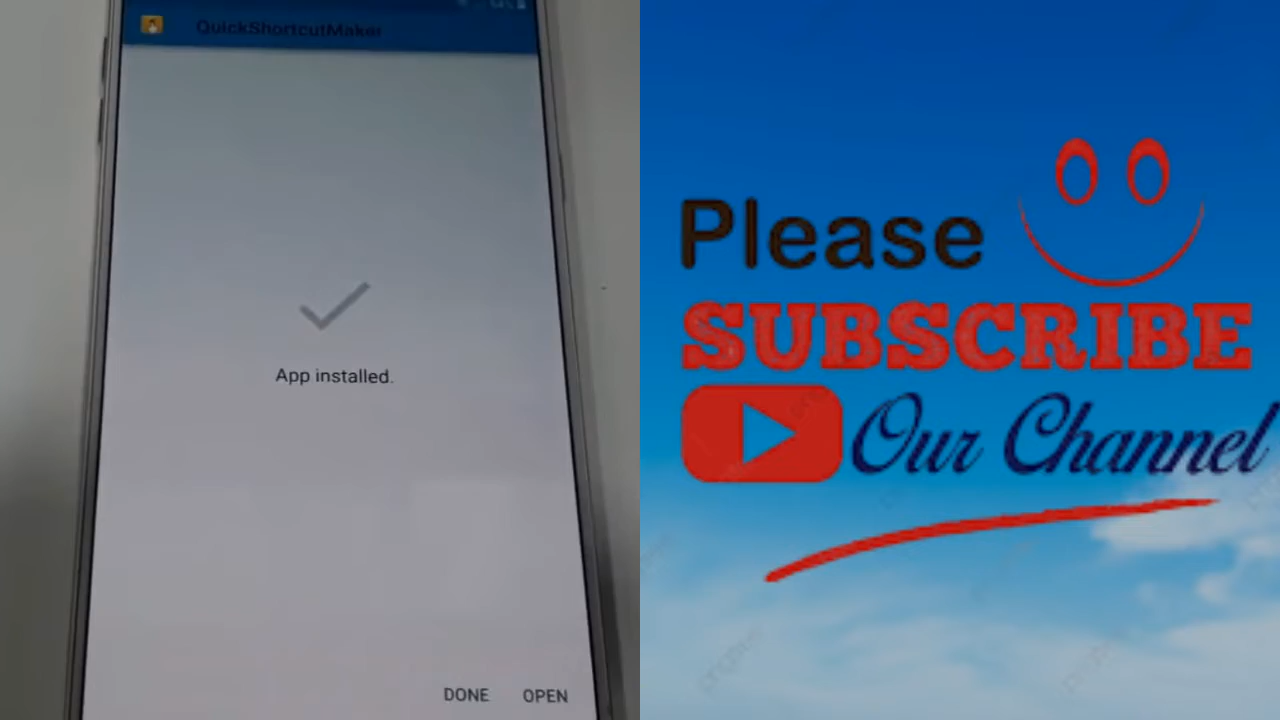 QuickShortcutMaker
App installed.
DONE OPEN
Please
SUBSCRIBE
Our Channel